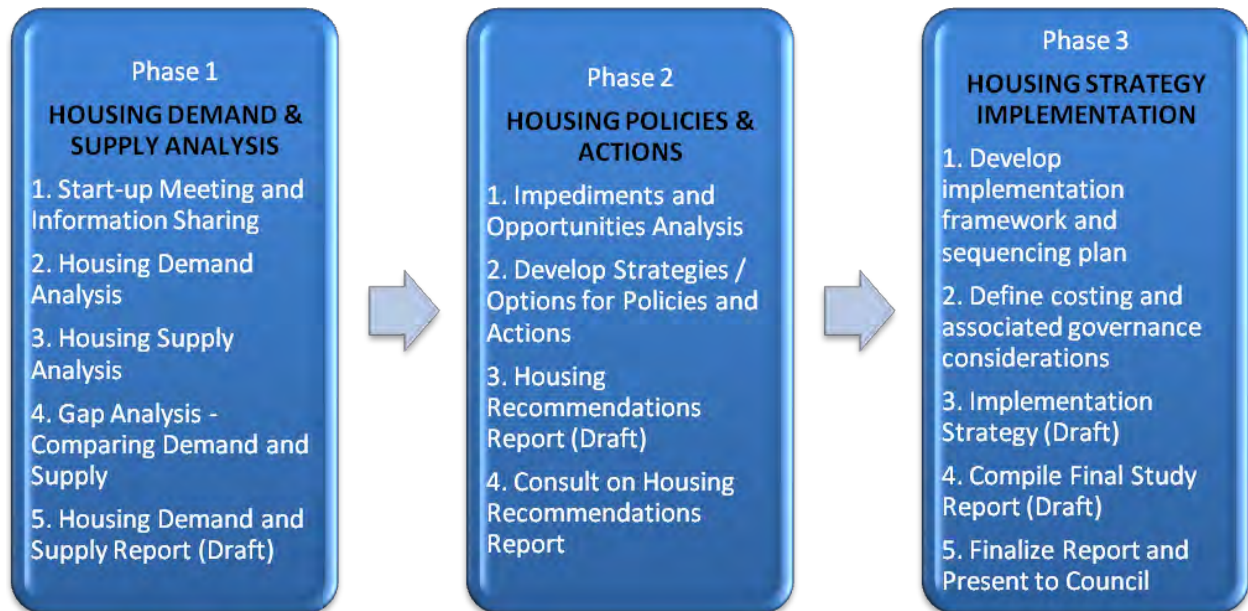 Phase 1
HOUSING DEMAND &
SUPPLY ANALYSIS
1. Start-up Meeting and
Information Sharing
2. Housing Demand
Analysis
3. Housing Supply
Analysis
4. Gap Analysis -
Comparing Demand and
Supply
5. Housing Demand and
Supply Report (Draft)
Phase 2
HOUSING POLICIES &
ACTIONS
1. Impediments and
Opportunities Analysis
2. Develop Strategies /
Options for Policies and
Actions
3. Housing
Recommendations
Report (Draft)
4. Consult on Housing
Recommendations
Report
Phase 3
HOUSING STRATEGY
IMPLEMENTATION
1. Develop
implementation
framework and
sequencing plan
2. Define costing and
associated governance
considerations
3. Implementation
Strategy (Draft)
4. Compile Final Study
Report (Draft)
5. Finalize Report and
Present to Council